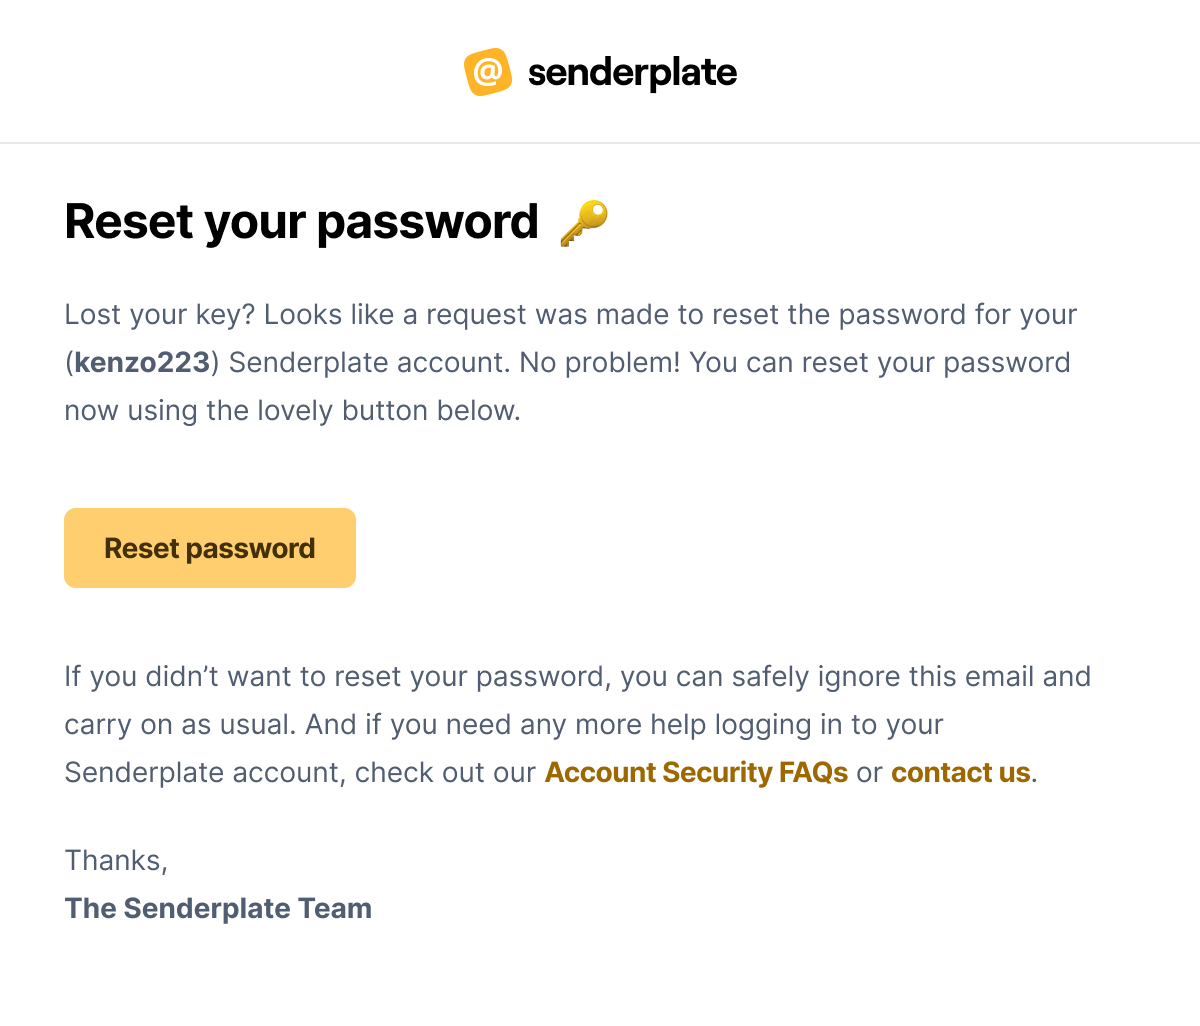 @ senderplate
Reset your password 🔑
Lost your key? Looks like a request was made to reset the password for your
(kenzo223) Senderplate account. No problem! You can reset your password
now using the lovely button below.
Reset password
If you didn’t want to reset your password, you can safely ignore this email and
carry on as usual. And if you need any more help logging in to your
Senderplate account, check out our Account Security FAQs or contact us.
Thanks,
The Senderplate Team